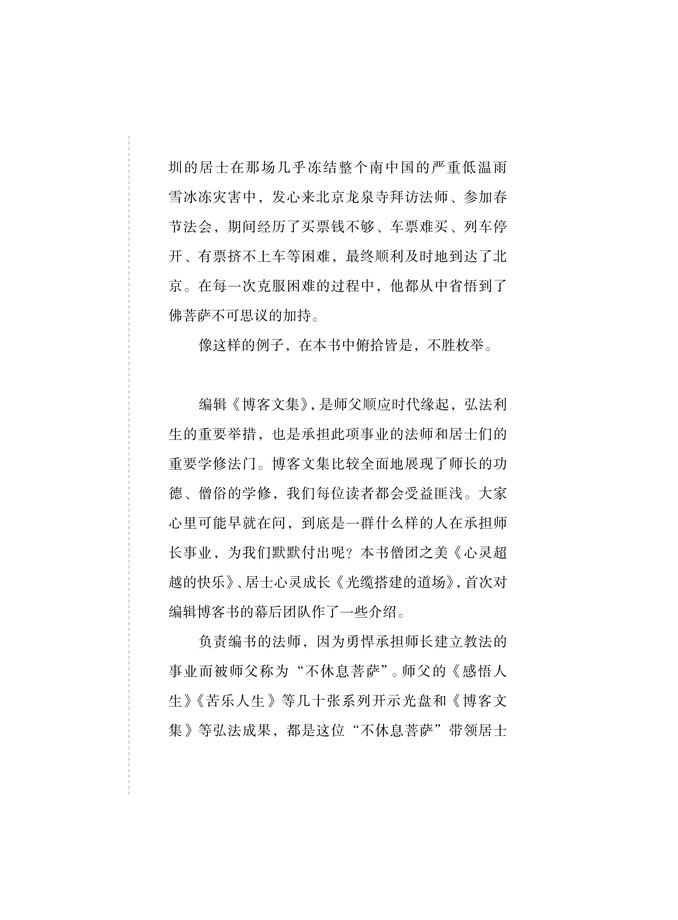 圳的居士在那场几乎冻结整个南中国的严重低温雨
雪冰冻灾害中，发心来北京龙泉寺拜访法师、参加春
节法会，期间经历了买票钱不够、车票难买、列车停
开、有票挤不上车等困难，最终顺利及时地到达了北
京。在每一次克服困难的过程中，他都从中省悟到了
佛菩萨不可思议的加持。
像这样的例子，在本书中俯拾皆是，不胜枚举。
编辑《博客文集》，是师父顺应时代缘起，弘法利
生的重要举措，也是承担此项事业的法师和居士们的
重要学修法门。博客文集比较全面地展现了师长的功
德、僧俗的学修，我们每位读者都会受益匪浅。大家
心里可能早就在问，到底是一群什么样的人在承担师
长事业，为我们默默付出呢？本书僧团之美《心灵超
越的快乐》、居士心灵成长《光缆搭建的道场》，首次对
编辑博客书的幕后团队作了一些介绍。
负责编书的法师，因为勇悍承担师长建立教法的
事业而被师父称为“不休息菩萨”。师父的《感悟人
生》《苦乐人生》等几十张系列开示光盘和《博客文
集》等弘法成果，都是这位“不休息菩萨”带领居士